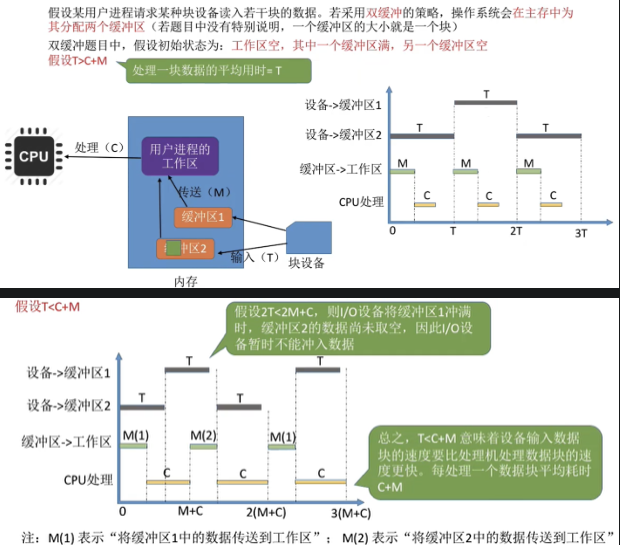 假设某用户进程请求某种块设备读入若干块的数据。若采用双缓冲的策略，操作系统会在主存中为
其分配两个缓冲区（若题目中没有特别说明，一个缓冲区的大小就是一个块）
双缓冲题目中，假设初始状态为：工作区空，其中一个缓冲区满，另一个缓冲区空
假设T>C+M
处理一块数据的平均用时= T
CPU
处理（C）
用户进程的
工作区
传送（M）
缓冲区1
中区2
输入（T）
块设备
内存
设备->缓冲区1
T
设备->缓冲区2
T
T
缓冲区->工作区
M
M
M
CPU处理
C
C
C
0
T
2T
3T
假设T<C+M
假设2T<2M+C，则I/O设备将缓冲区1冲满
时，缓冲区2的数据尚未取空，因此I/O设
备暂时不能冲入数据
设备->缓冲区1
T
T
设备->缓冲区2
T
T
缓冲区->工作区
M(1)
M(2)
M(1)
CPU处理
C
C
C
0
M+C
2(M+C)
3(M+C)
总之，T<C+M 意味着设备输入数据
块的速度要比处理机处理数据块的速
度更快。每处理一个数据块平均耗时
C+M
注：M(1) 表示“将缓冲区1中的数据传送到工作区”； M(2) 表示“将缓冲区2中的数据传送到工作区”